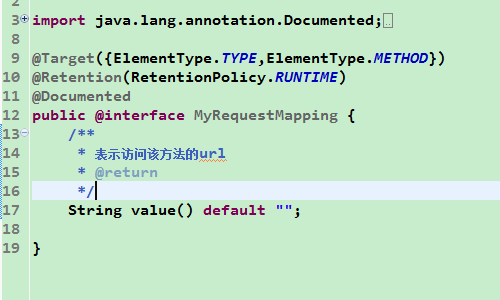 2
3 import java.lang.annotation.Documented;
8
9 @Target({ElementType.TYPE,ElementType.METHOD})
10 @Retention(RetentionPolicy.RUNTIME)
11 @Documented
12 public @interface MyRequestMapping {
13 /**
14 * 表示访问该方法的url
15 * @return
16 */
17 String value() default "";
18
19 }